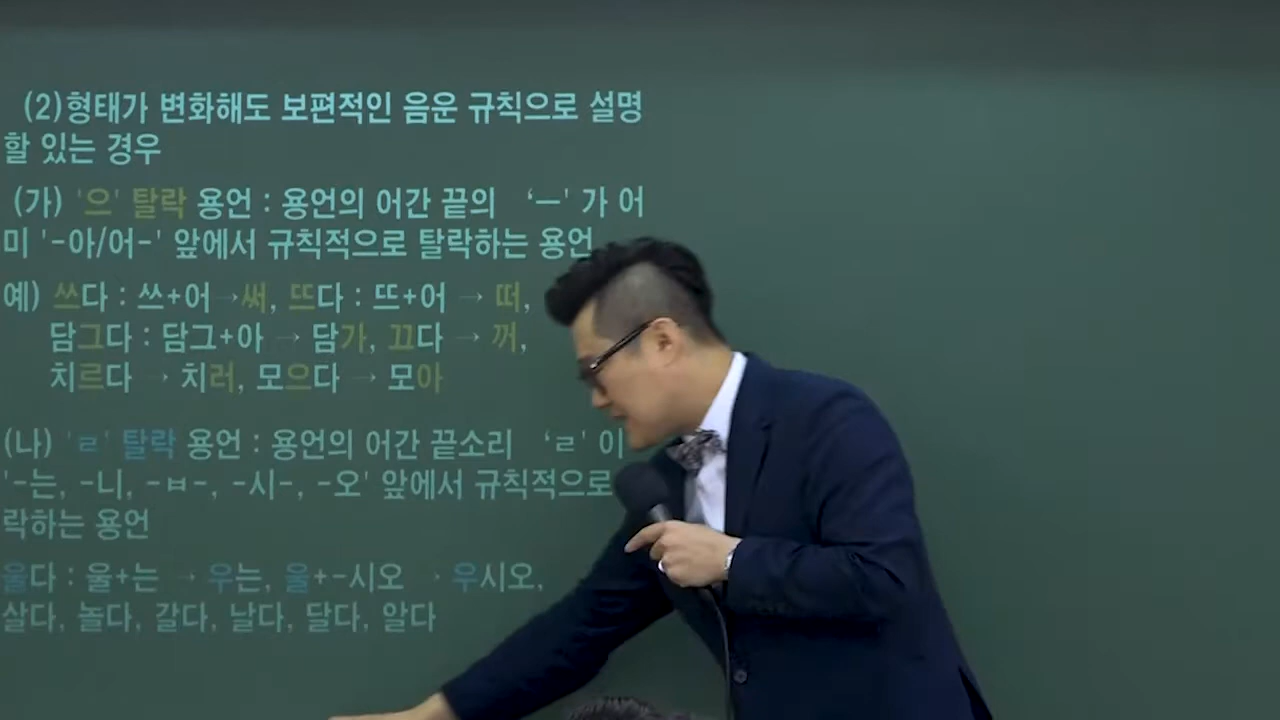 (2)형태가 변화해도 보편적인 음운 규칙으로 설명
할 있는 경우
(가) '으' 탈락 용언 : 용언의 어간 끝의 ‘ㅡ' 가 어
미 '-아/어-' 앞에서 규칙적으로 탈락하는 용언
예) 쓰다 : 쓰+어→써, 뜨다 : 뜨+어 → 떠,
담그다 : 담그+아 → 담가, 끄다 → 꺼,
치르다 → 치러, 모으다 → 모아
(나) 'ㄹ' 탈락 용언 : 용언의 어간 끝소리 ‘ㄹ' 이
'-는, -니, -ㅂ-, -시-, -오' 앞에서 규칙적으로
락하는 용언
울다 : 울+는 → 우는, 울+-시오 → 우시오,
살다, 놀다, 갈다, 날다, 달다, 알다